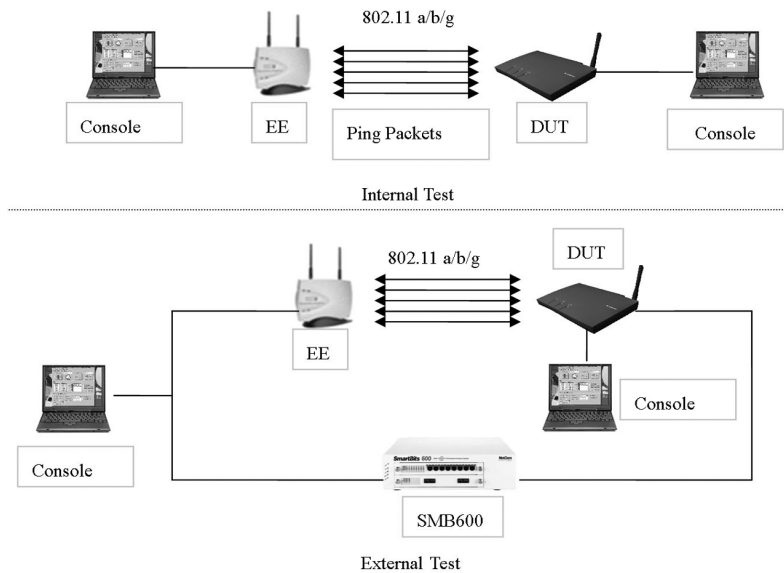 802.11 a/b/g
Console
EE
Ping Packets
DUT
Console
Internal Test
802.11 a/b/g
DUT
EE
Console
Console
SmartBits 600
SMB600
External Test